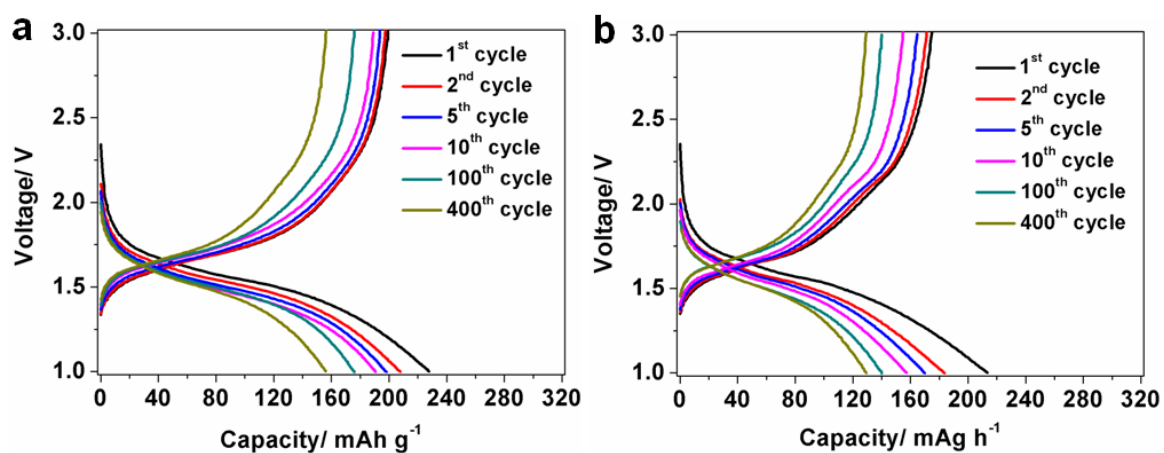 a
3.0
2.5
2.0
1.5
1.0
Voltage/ V
1st cycle
2nd cycle
5th cycle
10th cycle
100th cycle
400th cycle
0 40 80 120 160 200 240 280 320
Capacity/ mAh g-1
b
3.0
2.5
2.0
1.5
1.0
Voltage/ V
1st cycle
2nd cycle
5th cycle
10th cycle
100th cycle
400th cycle
0 40 80 120 160 200 240 280 320
Capacity/ mAg h-1